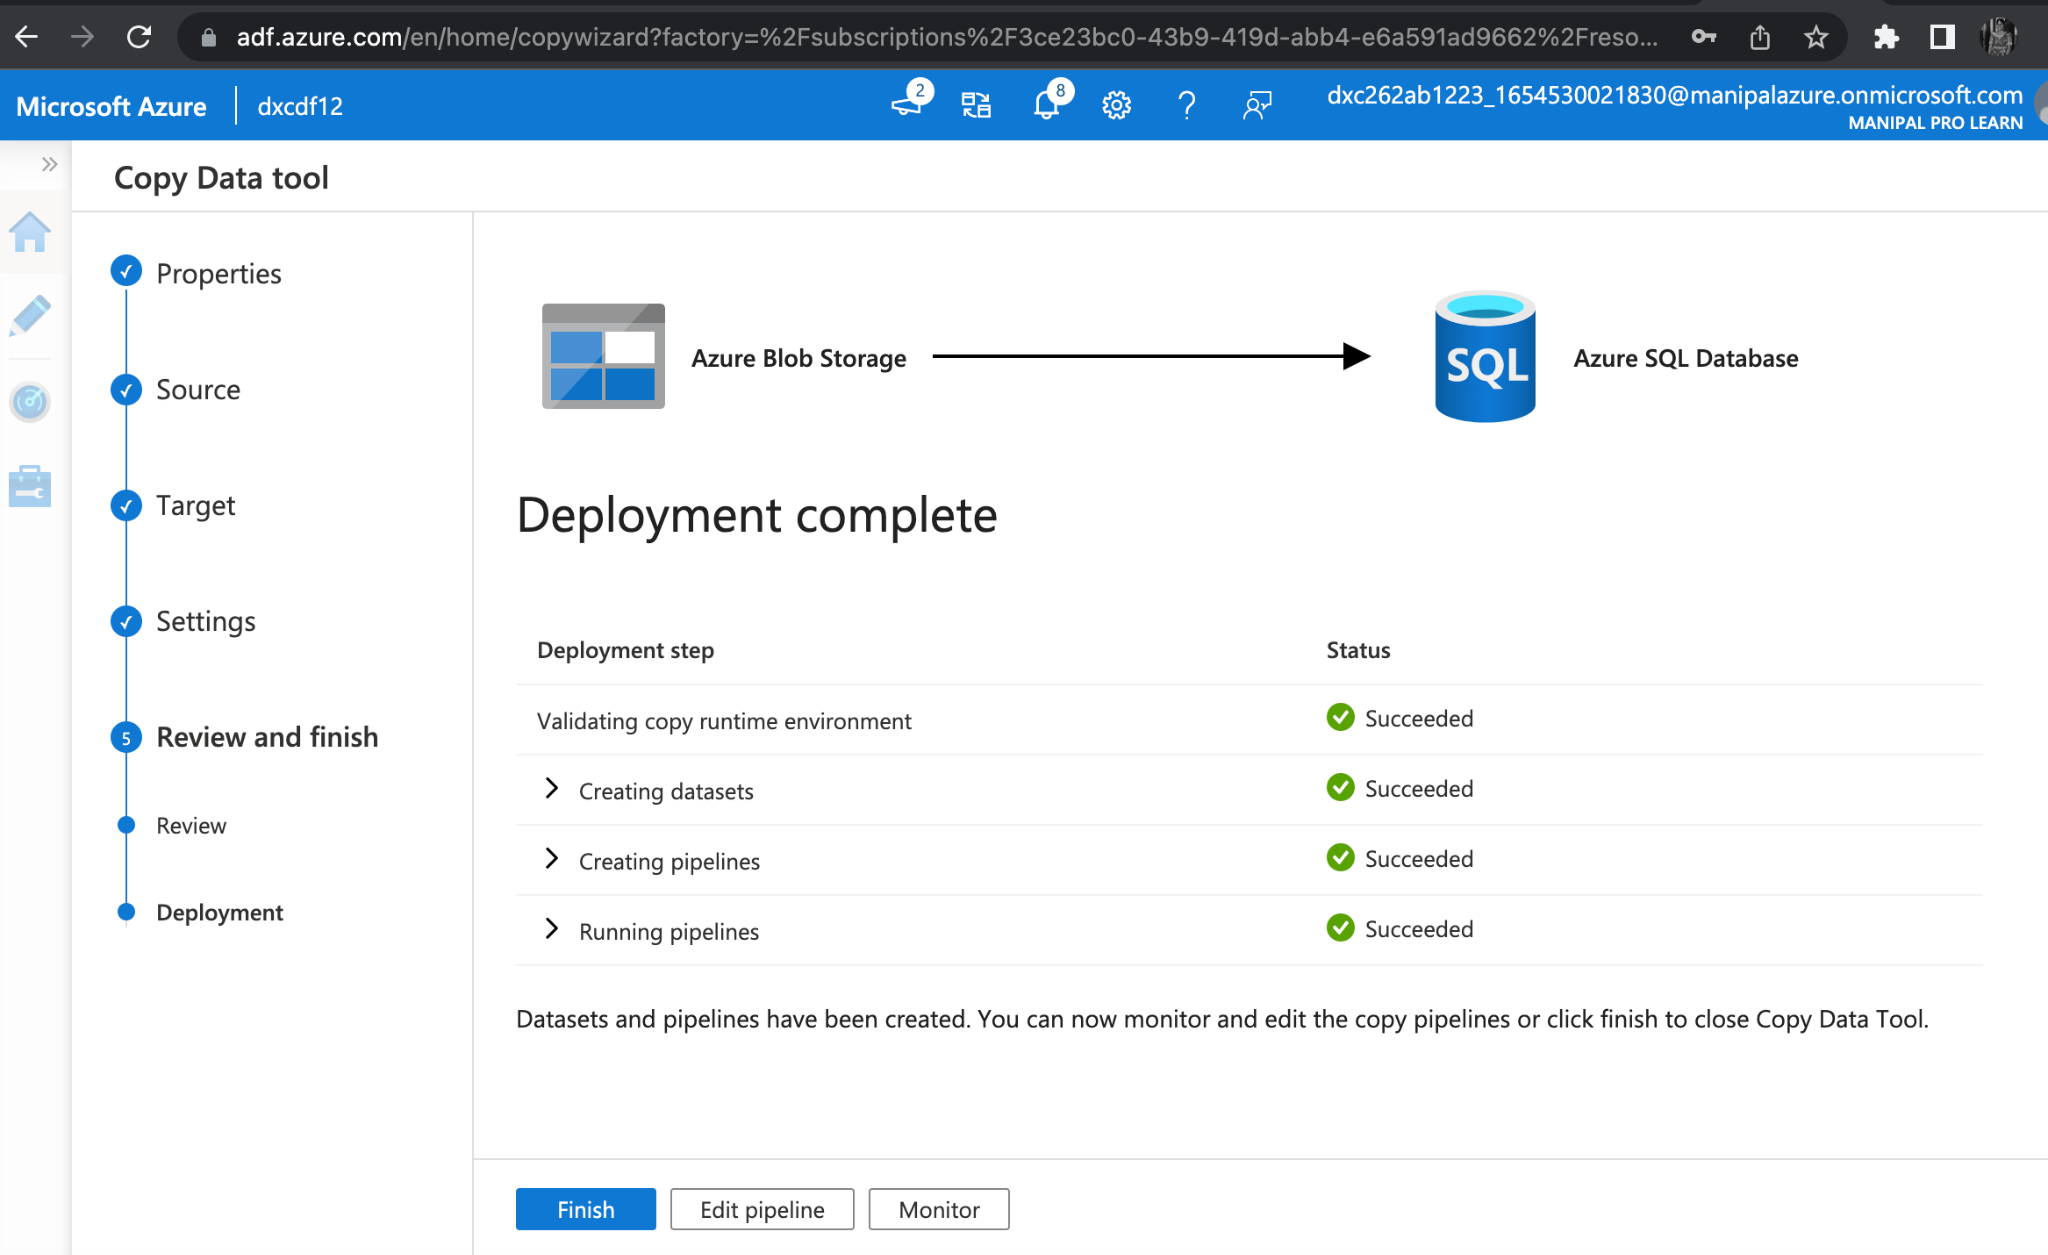 adf.azure.com/en/home/copywizard?factory=%2Fsubscriptions%2F3ce23bc0-43b9-419d-abb4-e6a591ad9662%2Freso...
Microsoft Azure
dxcdf12
2
8
dxc262ab1223_1654530021830@manipalazure.onmicrosoft.com
MANIPAL PRO LEARN
Copy Data tool
Properties
Source
Target
Settings
5 Review and finish
Review
Deployment
Azure Blob Storage
SQL
Azure SQL Database
Deployment complete
Deployment step Status
Validating copy runtime environment Succeeded
Creating datasets Succeeded
Creating pipelines Succeeded
Running pipelines Succeeded
Datasets and pipelines have been created. You can now monitor and edit the copy pipelines or click finish to close Copy Data Tool.
Finish
Edit pipeline
Monitor